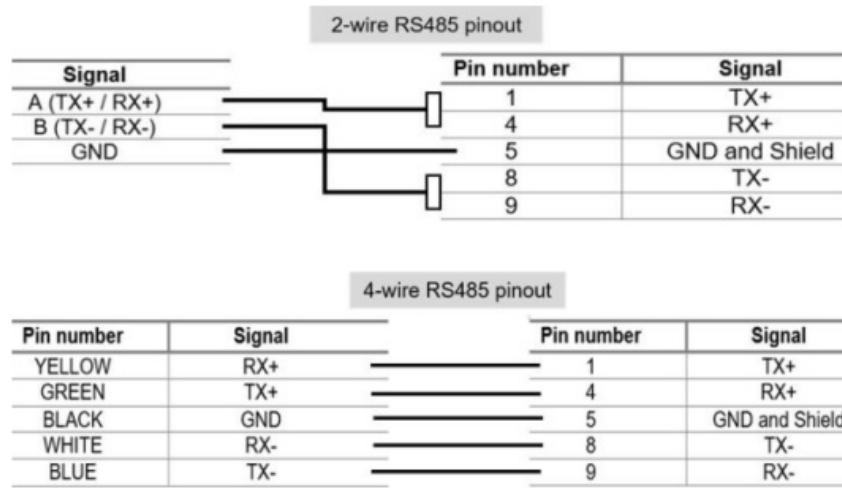 2-wire RS485 pinout
Signal Pin number Signal
A (TX+ / RX+) 1 TX+
B (TX- / RX-) 4 RX+
GND 5 GND and Shield
8 TX-
9 RX-
4-wire RS485 pinout
Pin number Signal Pin number Signal
YELLOW RX+ 1 TX+
GREEN TX+ 4 RX+
BLACK GND 5 GND and Shield
WHITE RX- 8 TX-
BLUE TX- 9 RX-